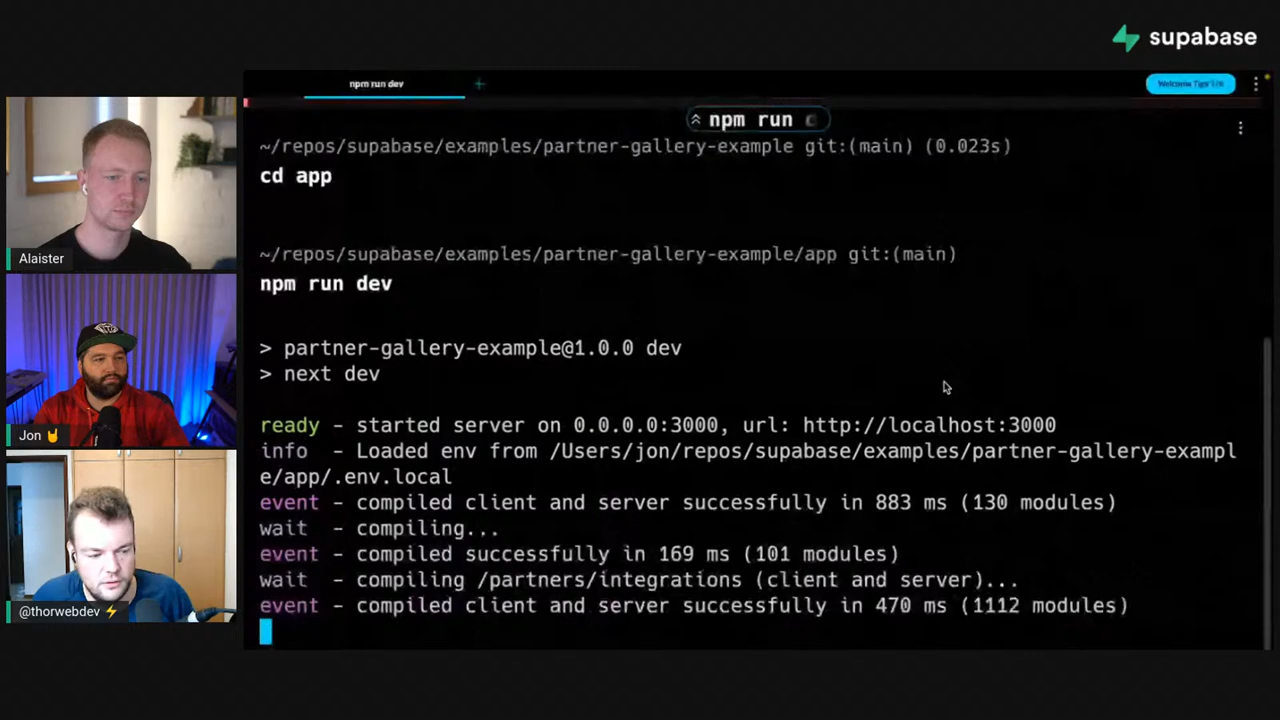 supabase
npm run dev +
Welcome Tips 1/6
npm run
~/repos/supabase/examples/partner-gallery-example git:(main) (0.023s)
cd app
~/repos/supabase/examples/partner-gallery-example/app git:(main)
npm run dev
> partner-gallery-example@1.0.0 dev
> next dev
ready - started server on 0.0.0.0:3000, url: http://localhost:3000
info - Loaded env from /Users/jon/repos/supabase/examples/partner-gallery-exampl
e/app/.env.local
event - compiled client and server successfully in 883 ms (130 modules)
wait - compiling...
event - compiled successfully in 169 ms (101 modules)
wait - compiling /partners/integrations (client and server)...
event - compiled client and server successfully in 470 ms (1112 modules)
Alaister
Jon 🤘
@thorwebdev ⚡